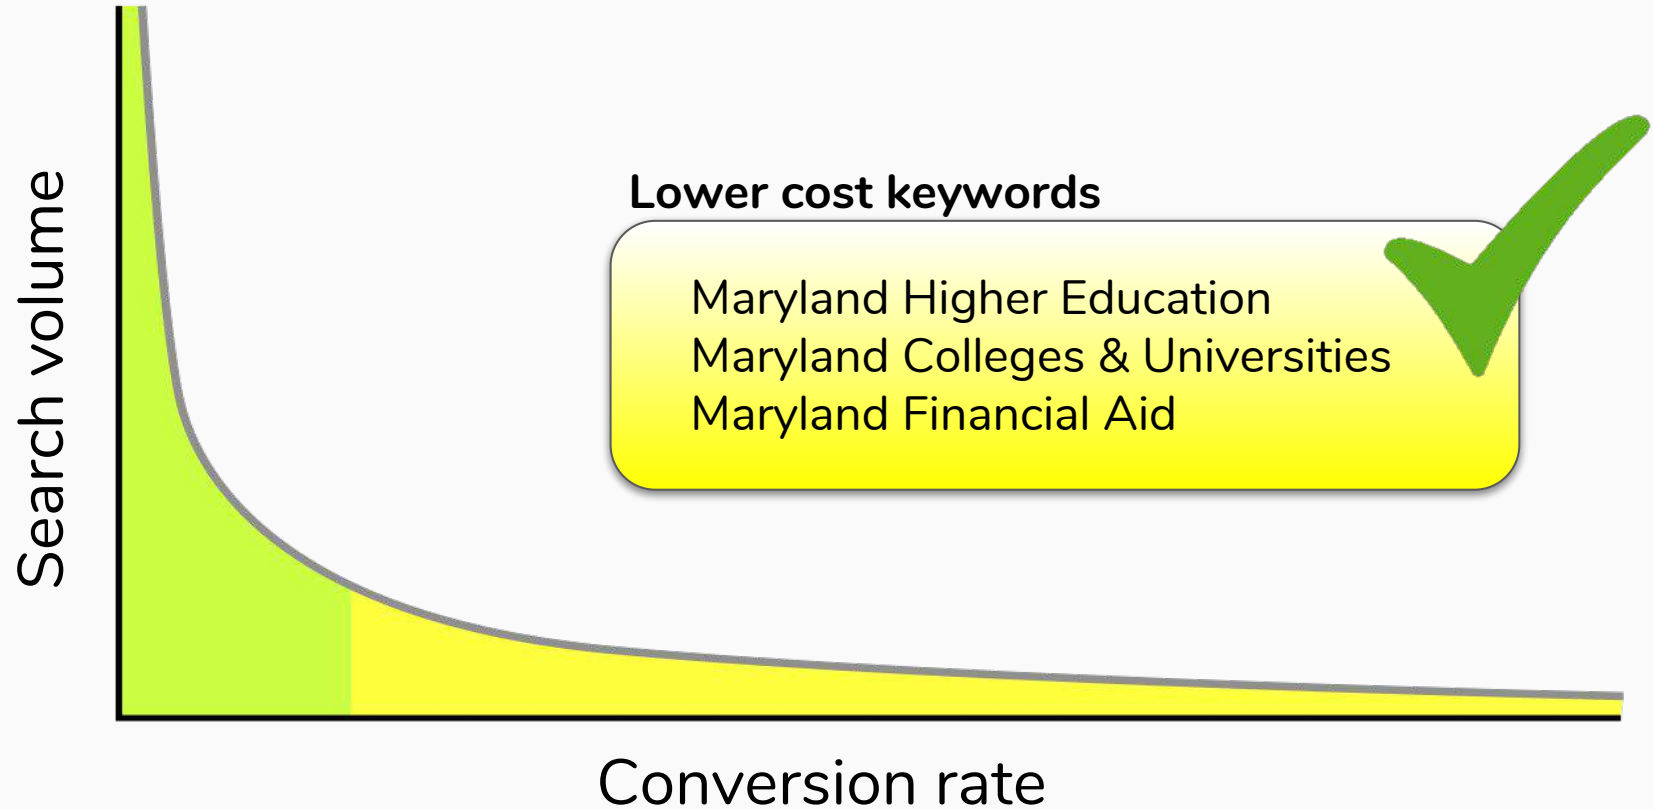 Search volume
Lower cost keywords
Maryland Higher Education
Maryland Colleges & Universities
Maryland Financial Aid
Conversion rate